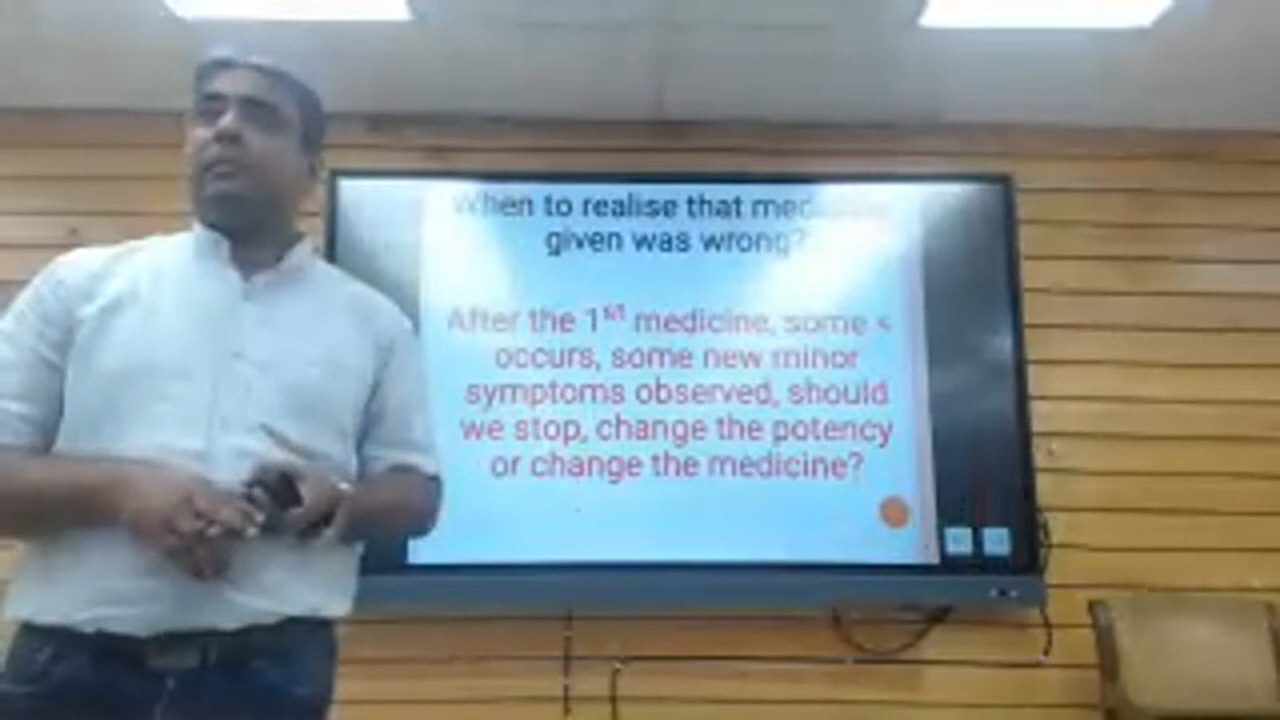 When to realise that
given was wrong?
After the 1st medicine, some <
occurs, some new minor
symptoms observed, should
we stop, change the potency
or change the medicine?